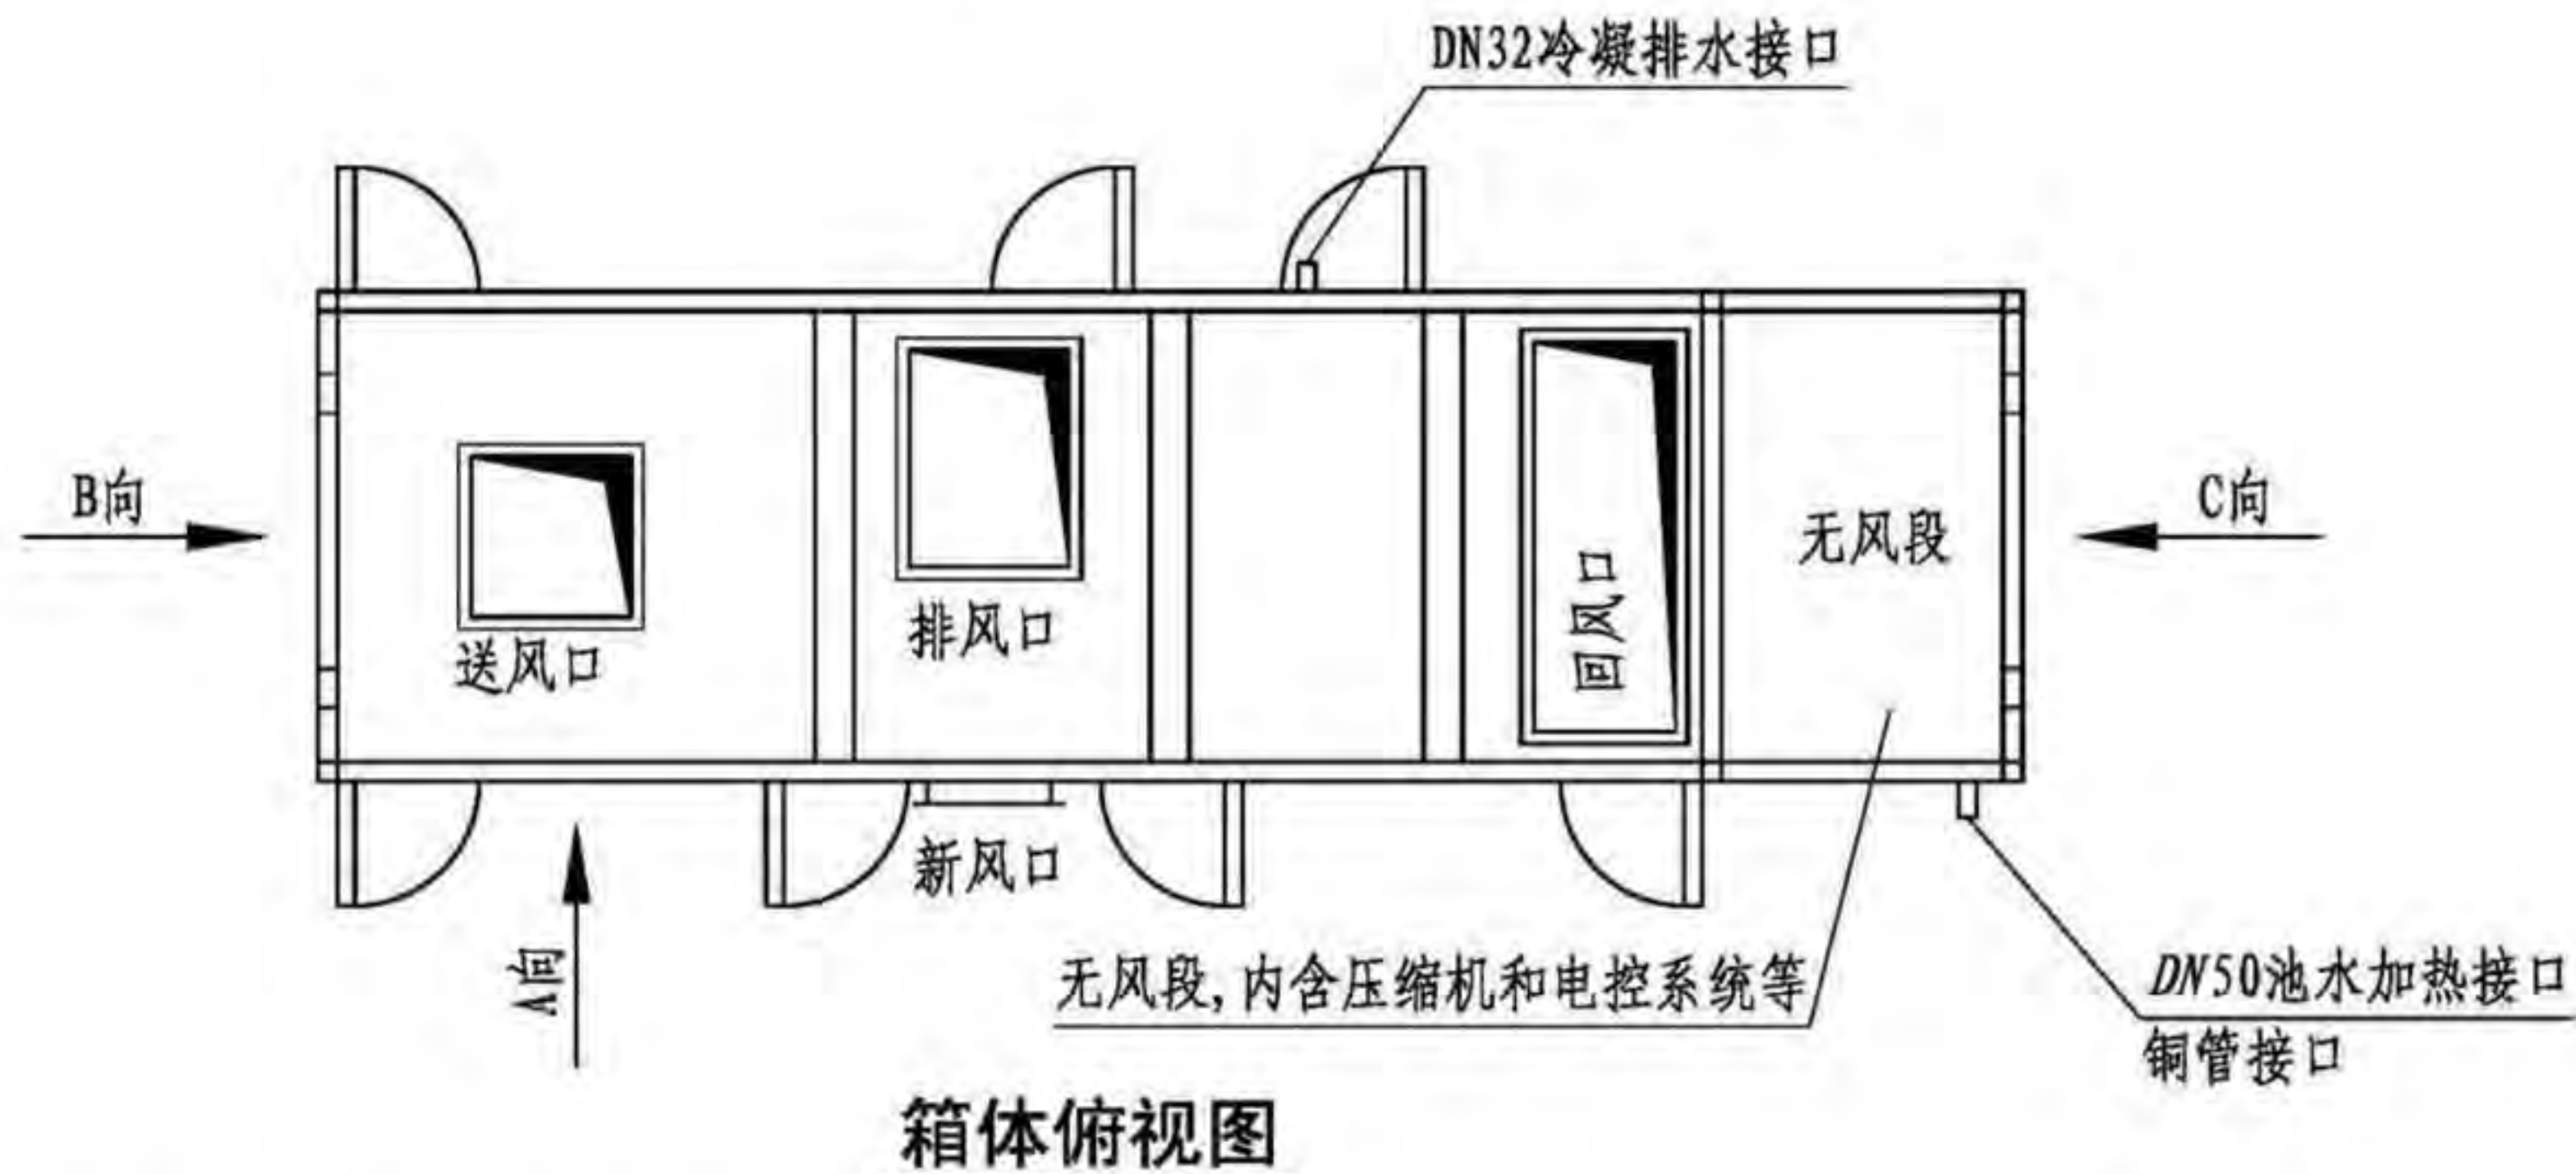 DN32冷凝排水接口
B向
C向
无风段
回风口
排风口
送风口
新风口
A向
无风段,内含压缩机和电控系统等
DN50池水加热接口
铜管接口
箱体俯视图